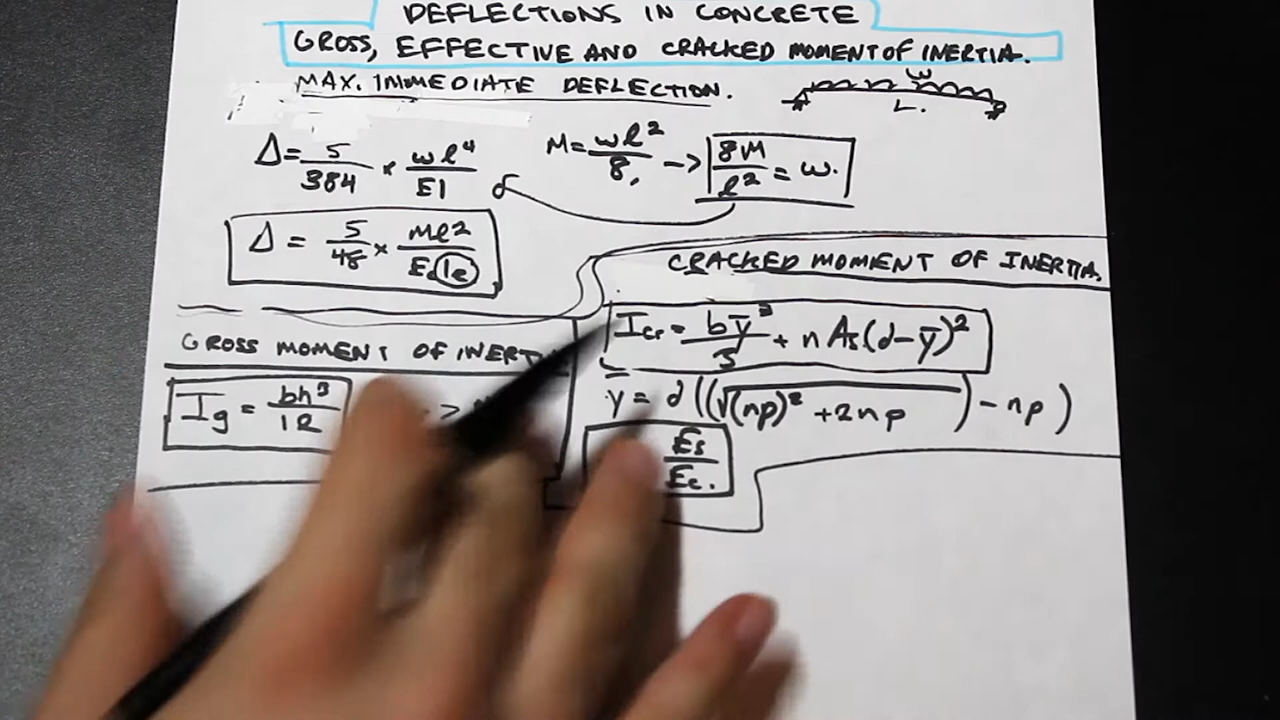 DEFLECTIONS IN CONCRETE
GROSS, EFFECTIVE AND CRACKED MOMENT OF INERTIA.
MAX. IMMEDIATE DEFLECTION.
w
L.
Δ = 5/384 × wℓ⁴/EI
M = wℓ²/8, → 8M/ℓ² = w.
Δ = 5/48 × Mℓ²/EcIe
CRACKED MOMENT OF INERTIA.
Icr = bȳ³/3 + nAs(d-ȳ)²
GROSS MOMENT OF INERT
Ig = bh³/12
>
ȳ = d((√(np)² + 2np) - np)
Es/Ec.